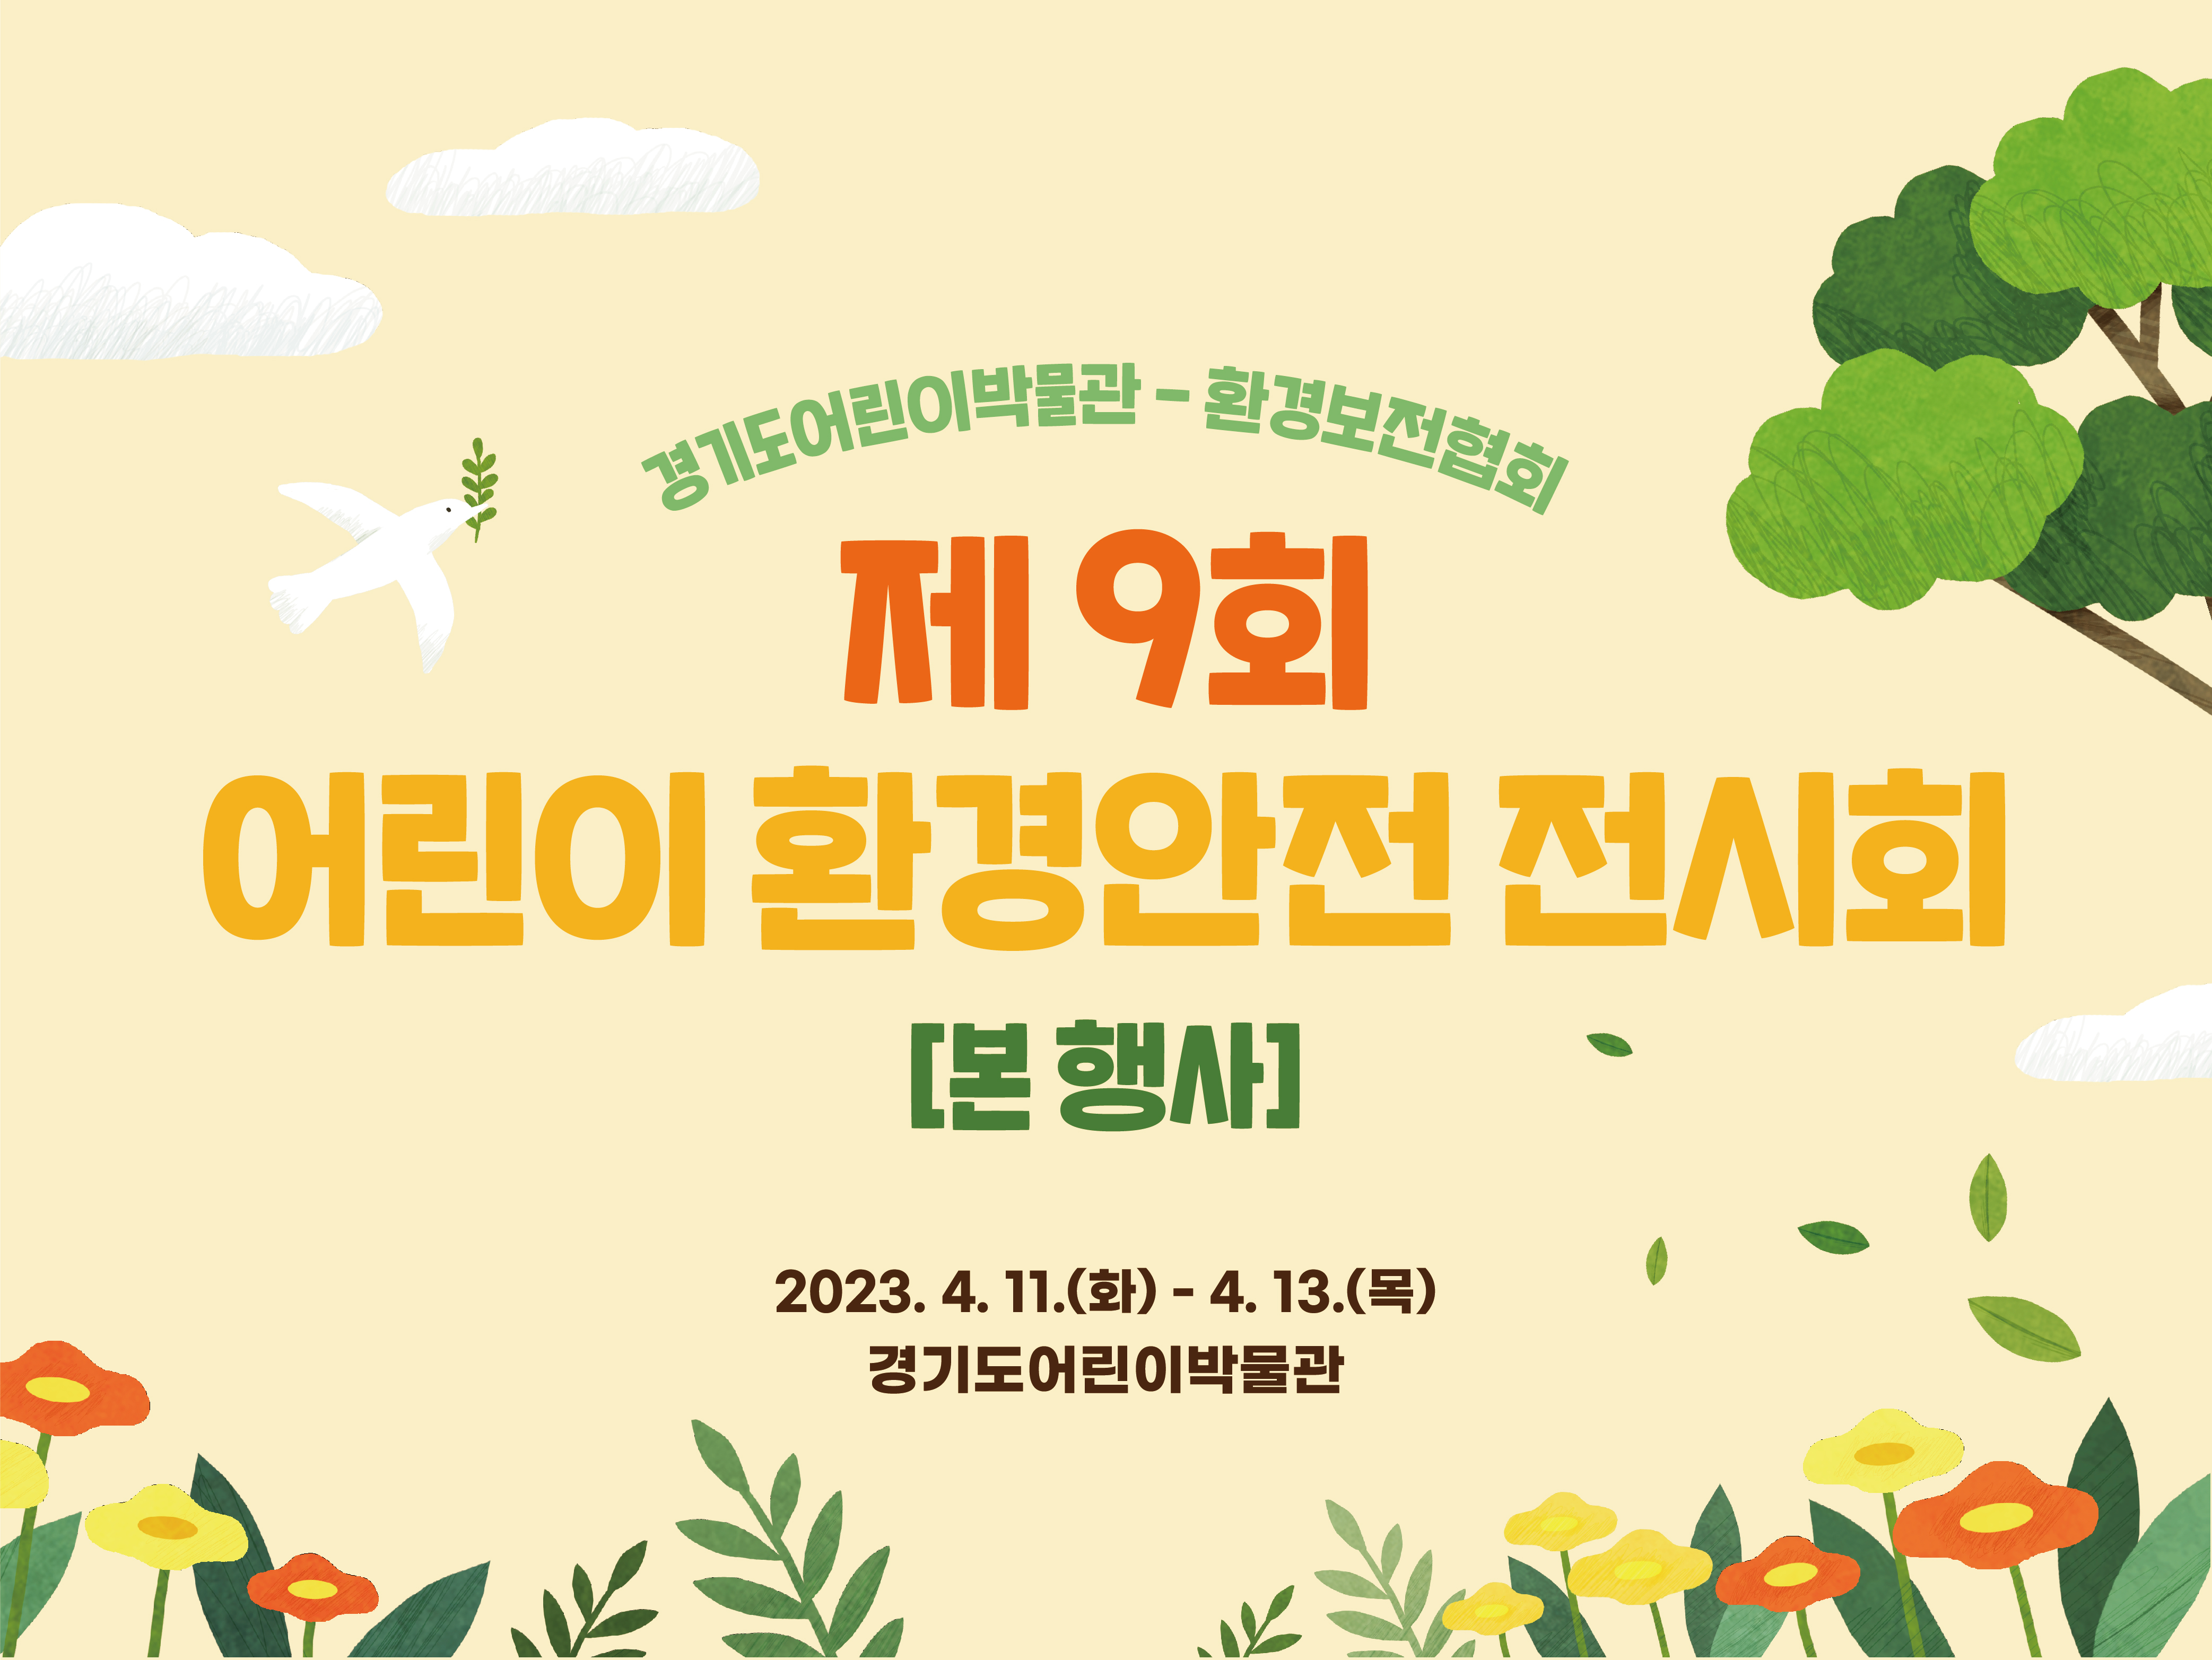 경기도어린이박물관 - 환경보전협회
제 9회
어린이 환경안전 전시회
[본 행사]
2023. 4. 11.(화) - 4. 13.(목)
경기도어린이박물관